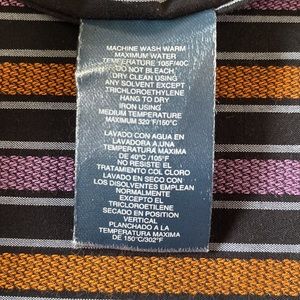 MACHINE WASH WARM
MAXIMUM WATER
TEMPERATURE 105F/40C
DO NOT BLEACH
DRY CLEAN USING
ANY SOLVENT EXCEPT
TRICHLOROETHYLENE
HANG TO DRY
IRON USING
MEDIUM TEMPERATURE
MAXIMUM 320°F/150°C
LAVADO CON AGUA EN
LAVADORA A UNA
TEMPERATURA MAXIMA
DE 40°C/105°F
NO RESISTE EL
TRATAMIENTO COL CLORO
LAVADO EN SECO CON
LOS DISOLVENTES EMPLEAN
NORMALMENTE
EXCEPTO EL
TRICLOROETILENE
SECADO EN POSITION
VERTICAL
PLANCHADO A LA
TEMPERATURA MAXIMA
DE 150°C/302°F